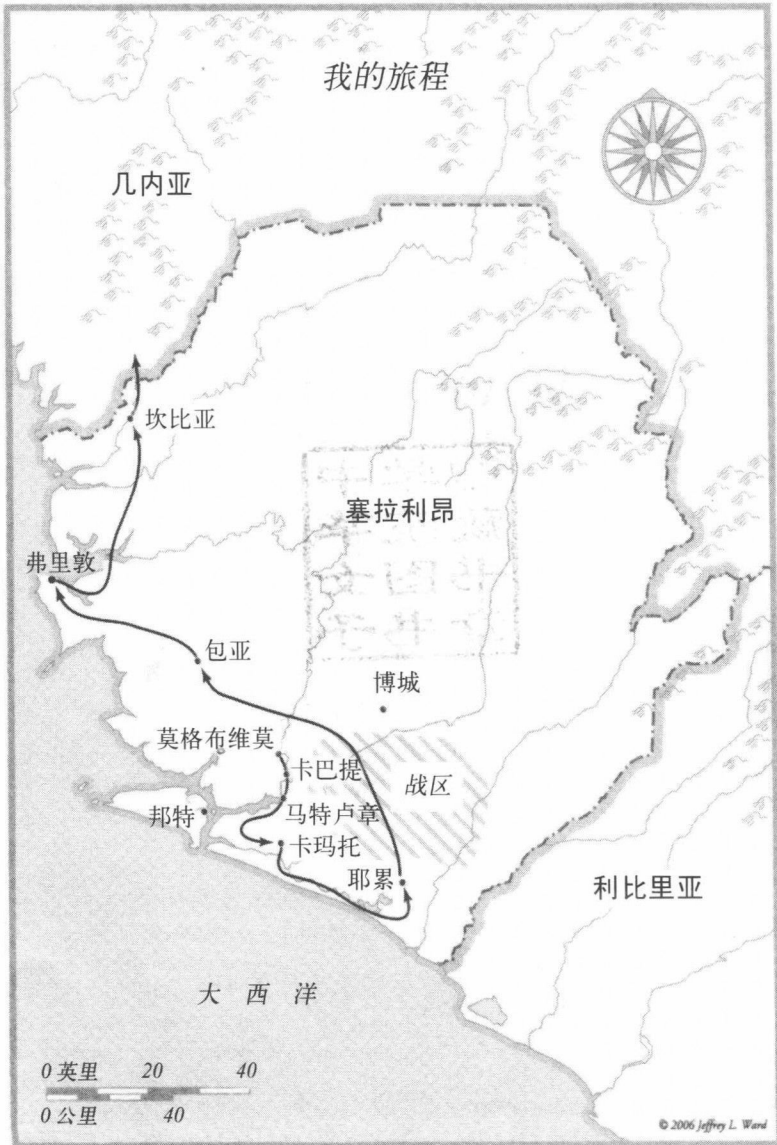 我的旅程
几内亚
坎比亚
塞拉利昂
弗里敦
包亚
博城
莫格布维莫
卡巴提
战区
邦特
马特卢章
卡玛托
耶累
利比里亚
大 西 洋
0 英里 20 40
0 公里 40
© 2006 Jeffrey L. Ward